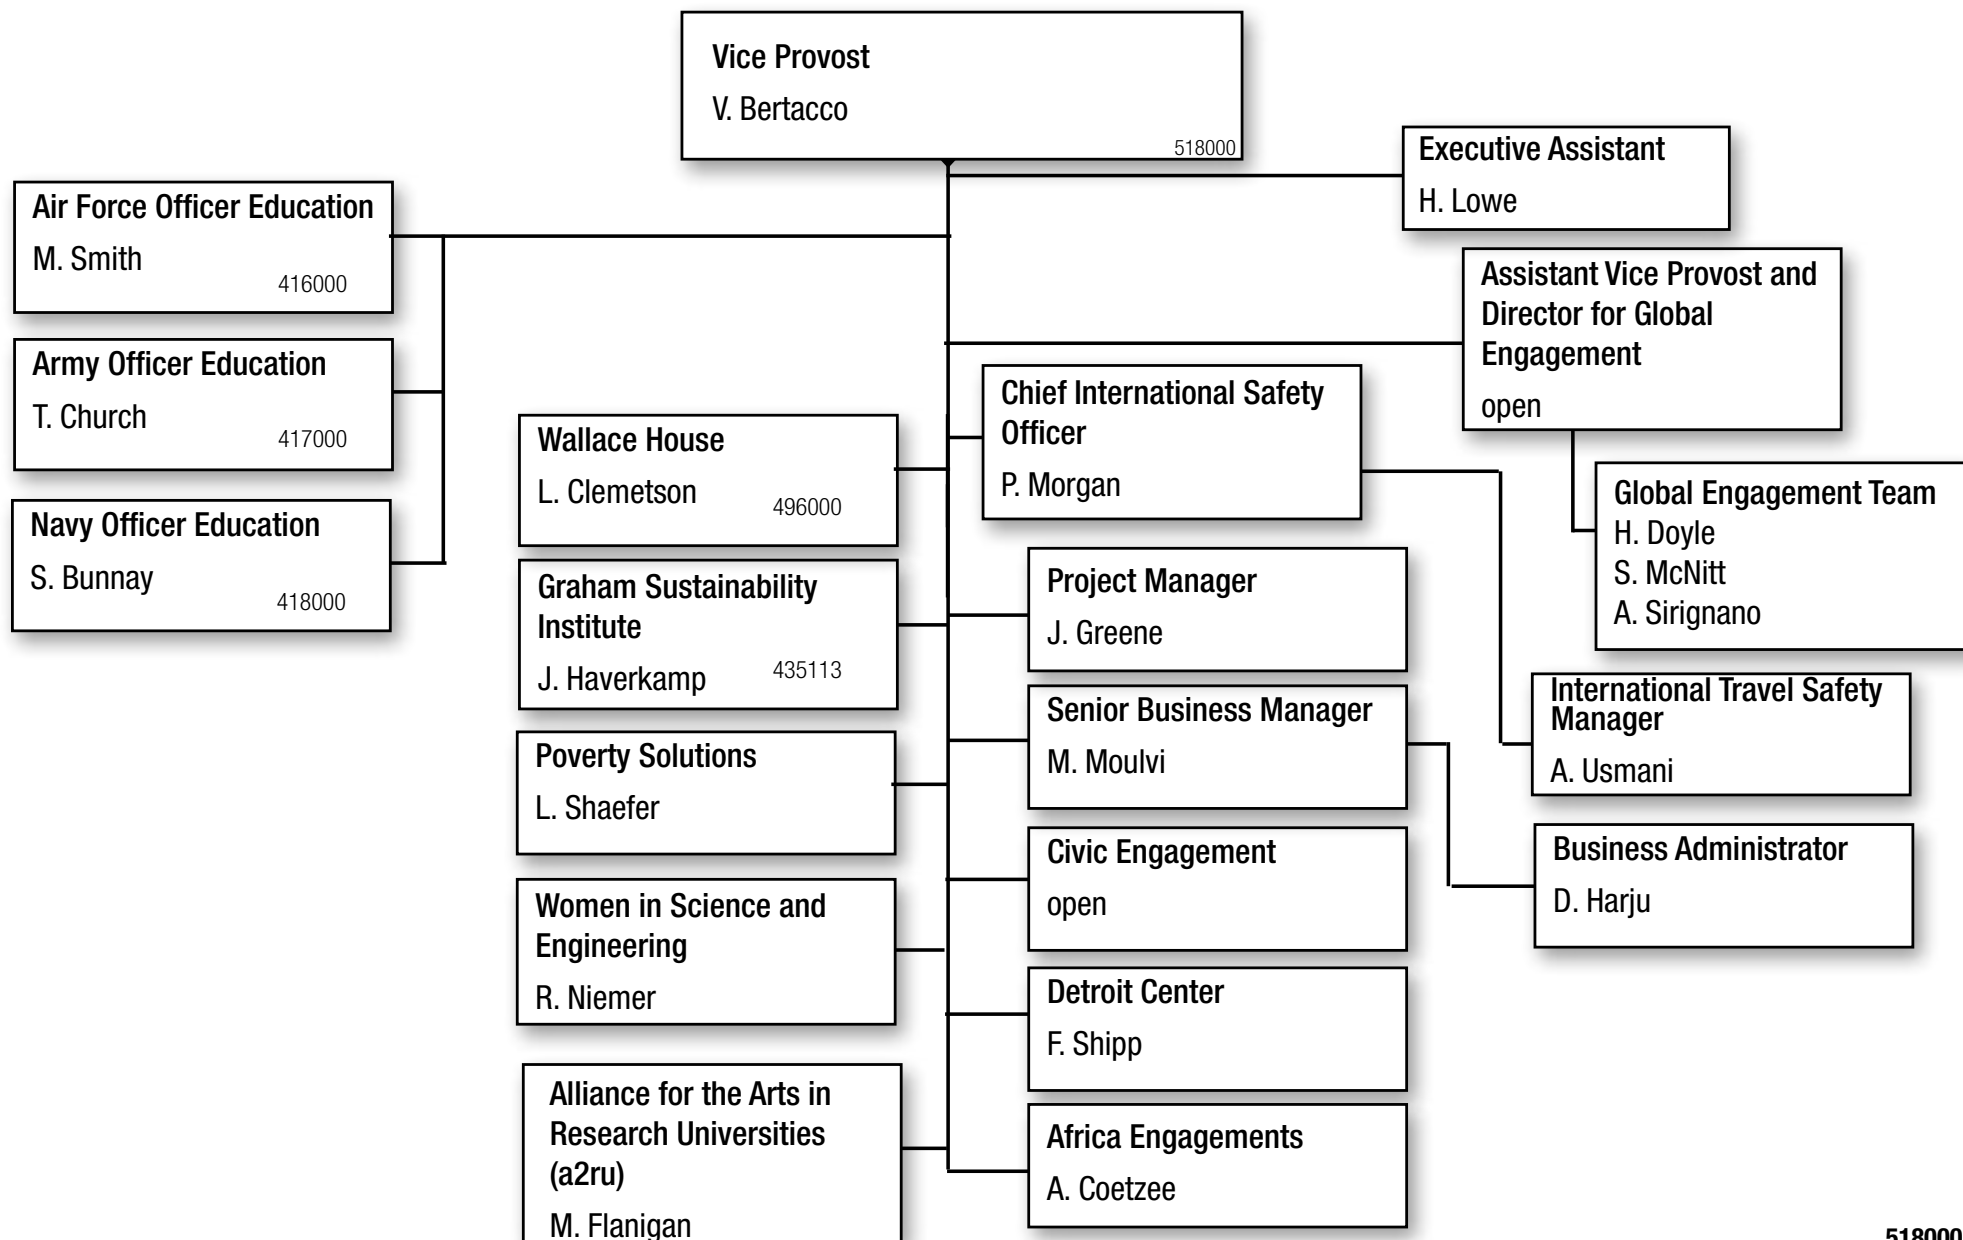 Vice Provost
V. Bertacco
518000
Executive Assistant
H. Lowe
Air Force Officer Education
M. Smith
416000
Army Officer Education
T. Church
417000
Navy Officer Education
S. Bunnay
418000
Assistant Vice Provost and
Director for Global
Engagement
open
Global Engagement Team
H. Doyle
S. McNitt
A. Sirignano
Chief International Safety
Officer
P. Morgan
International Travel Safety
Manager
A. Usmani
Wallace House
L. Clemetson
496000
Graham Sustainability
Institute
J. Haverkamp
435113
Poverty Solutions
L. Shaefer
Women in Science and
Engineering
R. Niemer
Alliance for the Arts in
Research Universities
(a2ru)
M. Flanigan
Project Manager
J. Greene
Senior Business Manager
M. Moulvi
Business Administrator
D. Harju
Civic Engagement
open
Detroit Center
F. Shipp
Africa Engagements
A. Coetzee
518000